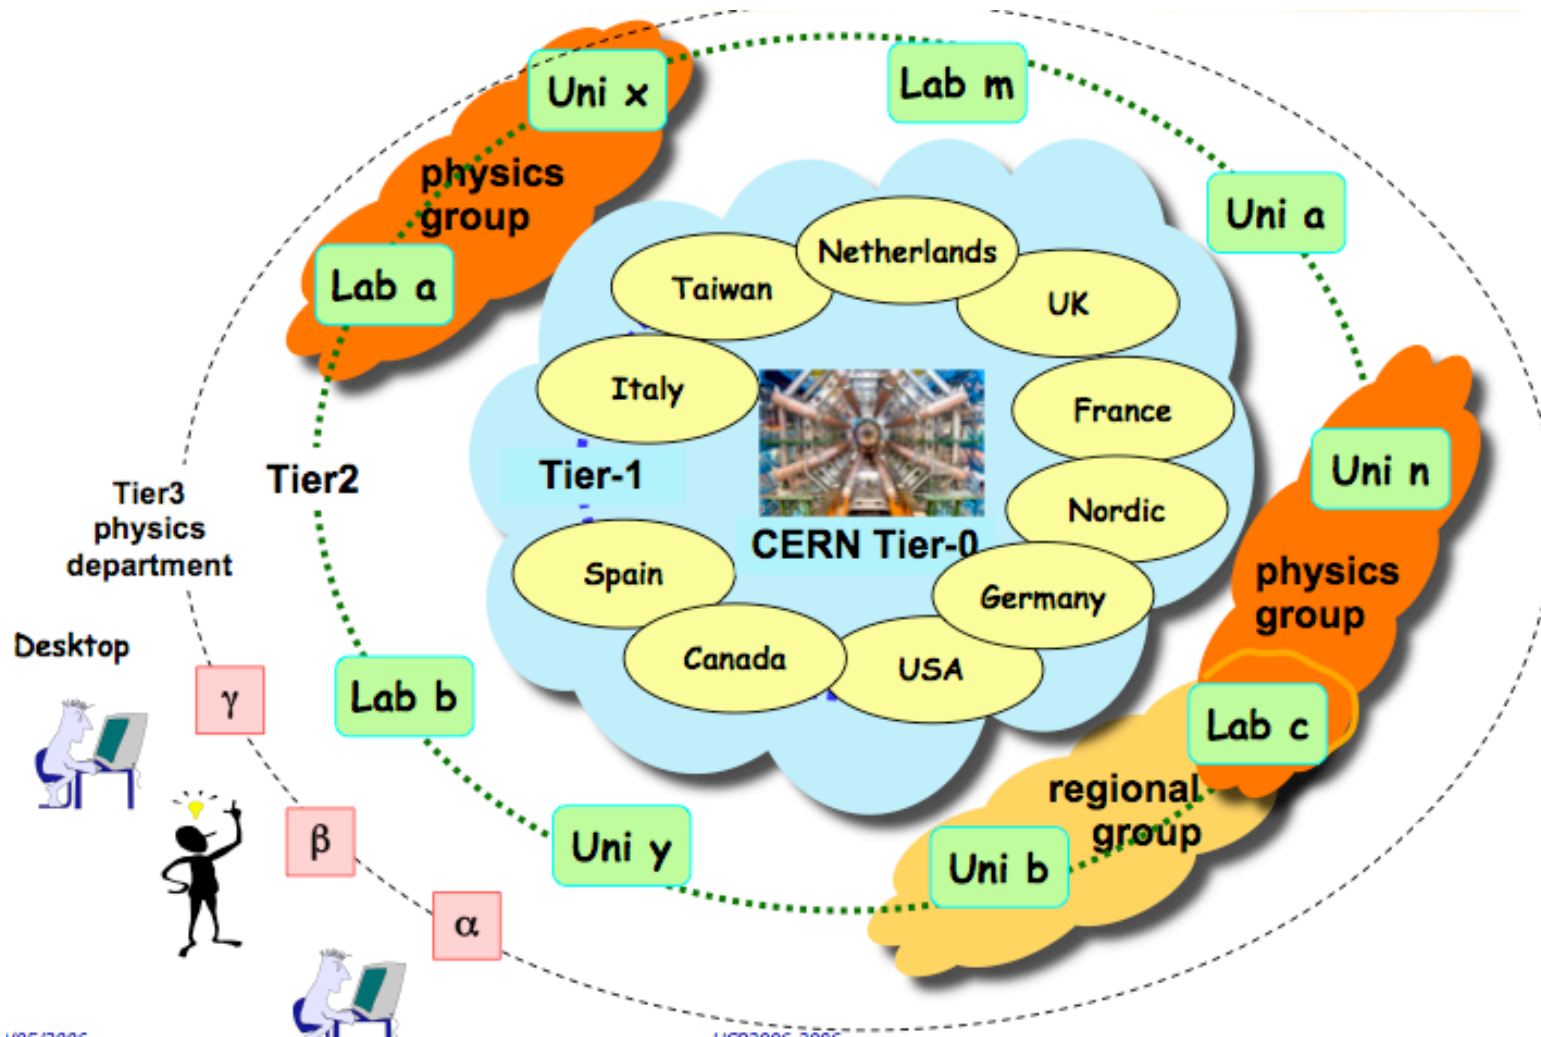 Uni x
Lab m
physics
group
Uni a
Lab a
Netherlands
Taiwan
UK
Italy
France
Tier-1
Tier2
Uni n
Tier3
physics
department
Nordic
CERN Tier-0
Spain
Germany
physics
group
Desktop
Canada
USA
γ
Lab b
Lab c
regional
group
β
Uni y
Uni b
α